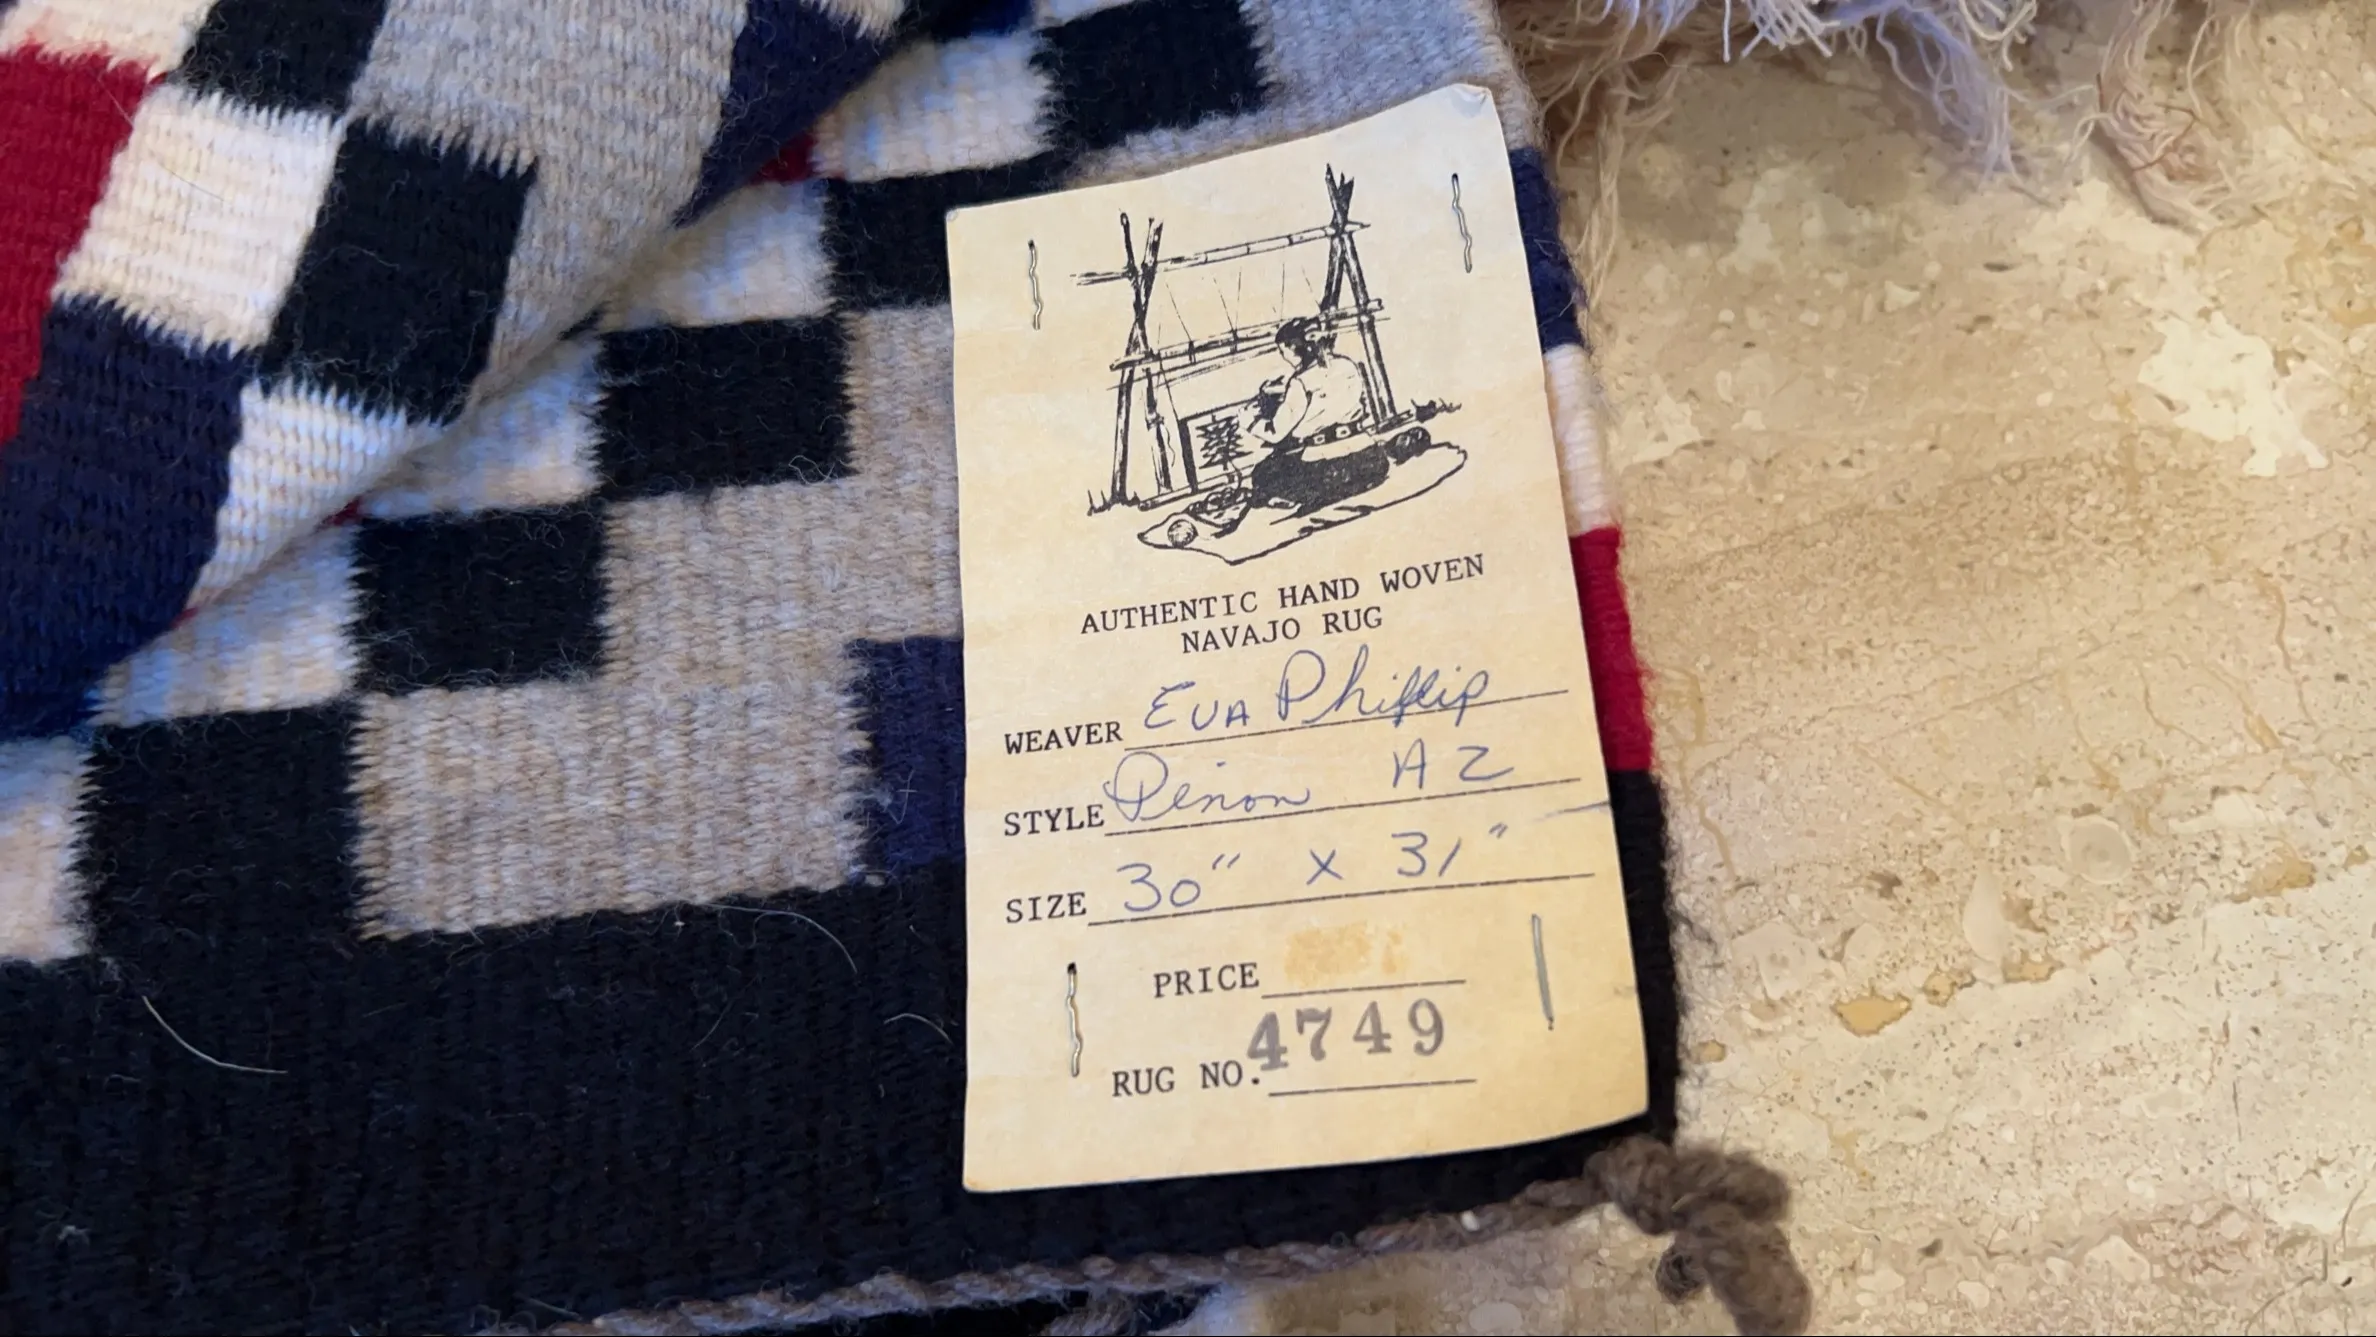 AUTHENTIC HAND WOVEN
NAVAJO RUG
WEAVER Eva Phillip
STYLE Pinon AZ
SIZE 30" x 31"
PRICE
RUG NO. 4749